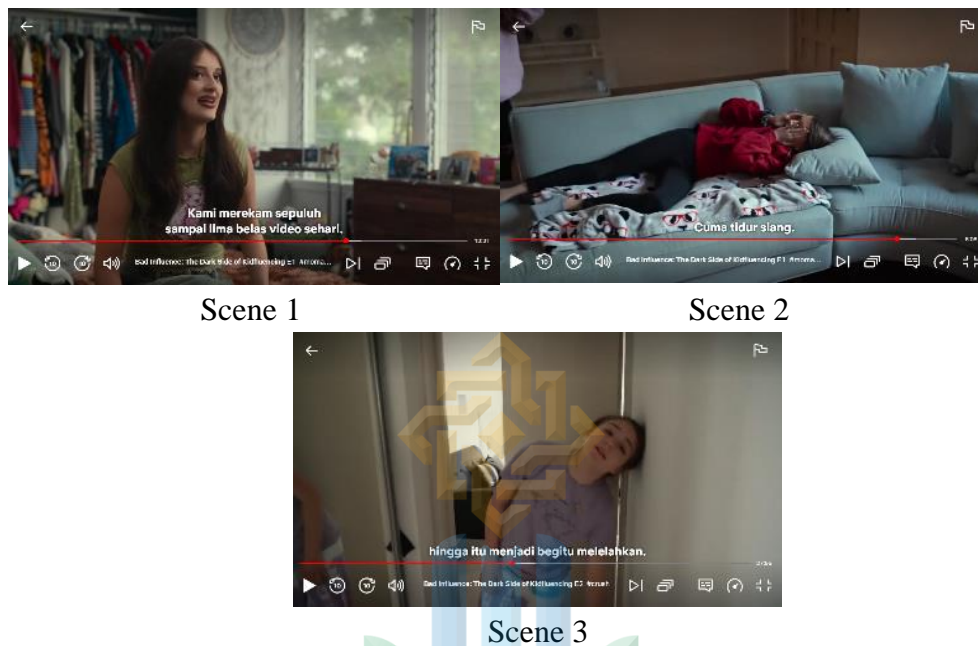 Kami merekam sepuluh
sampai lima belas video sehari.
Bad Influence: The Dark Side of Kidfluencing E1
Scene 1
Cuma tidur siang.
Bad Influence: The Dark Side of Kidfluencing E1
Scene 2
hingga itu menjadi begitu melelahkan.
Bad Influence: The Dark Side of Kidfluencing E2 #crush
Scene 3